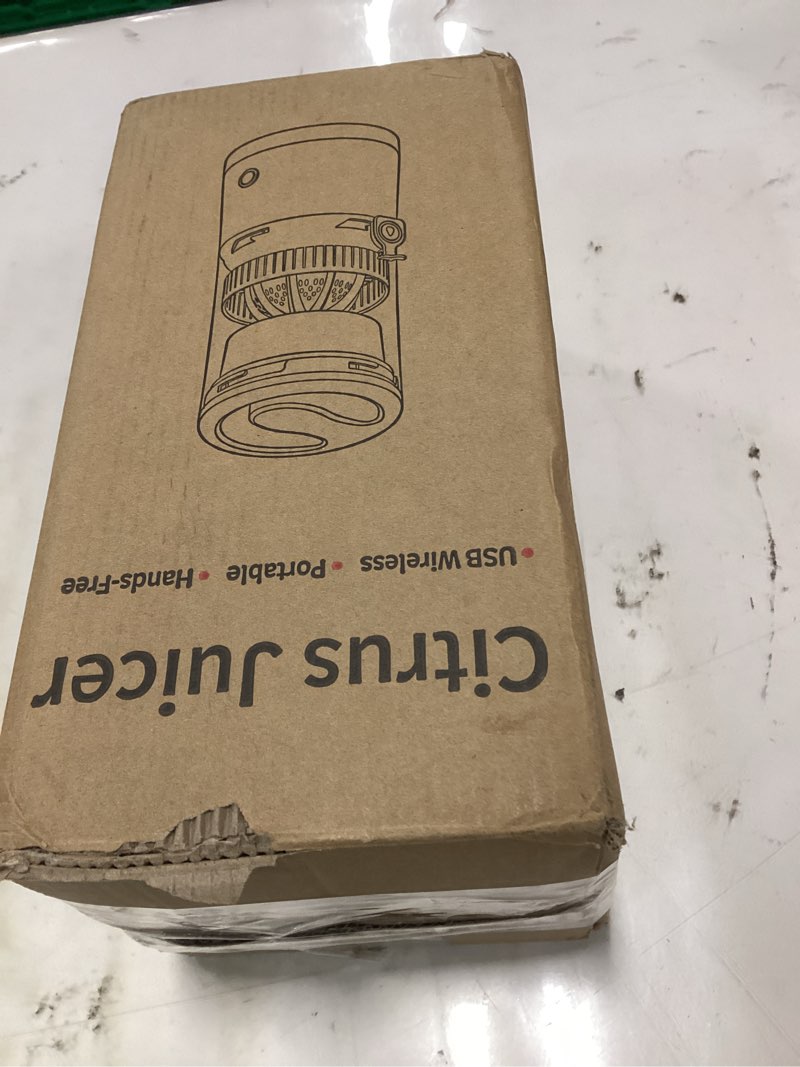 Citrus Juicer
• USB Wireless • Portable • Hands-Free